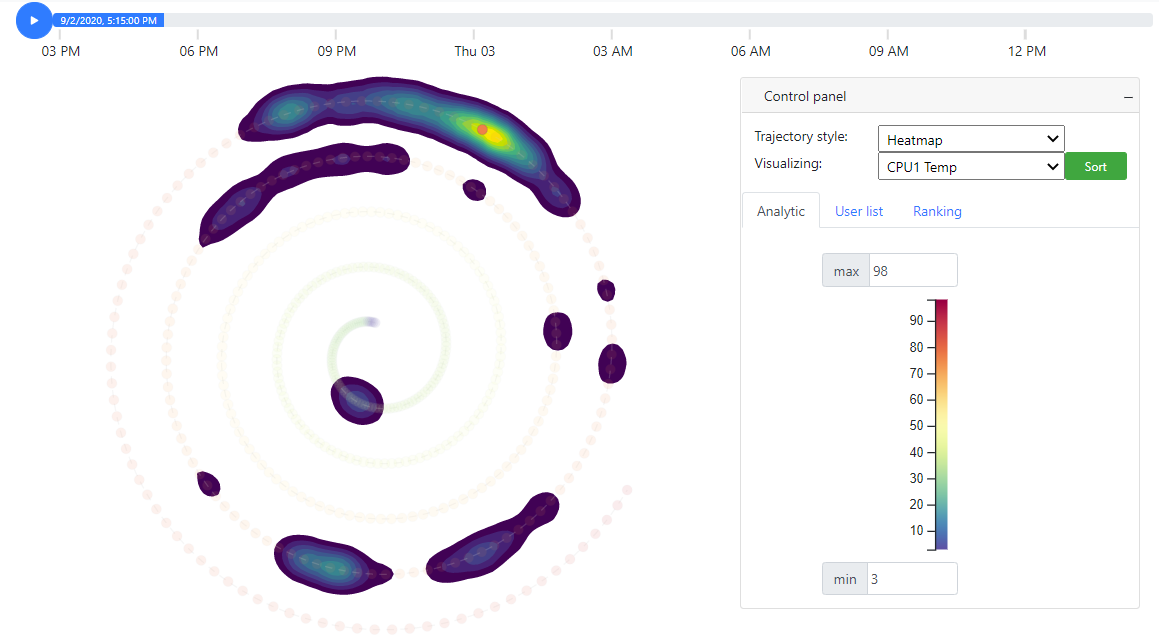 9/2/2020, 5:15:00 PM
03 PM 06 PM 09 PM Thu 03 03 AM 06 AM 09 AM 12 PM
Control panel −
Trajectory style: Heatmap
Visualizing: CPU1 Temp Sort
Analytic User list Ranking
max 98
90
80
70
60
50
40
30
20
10
min 3